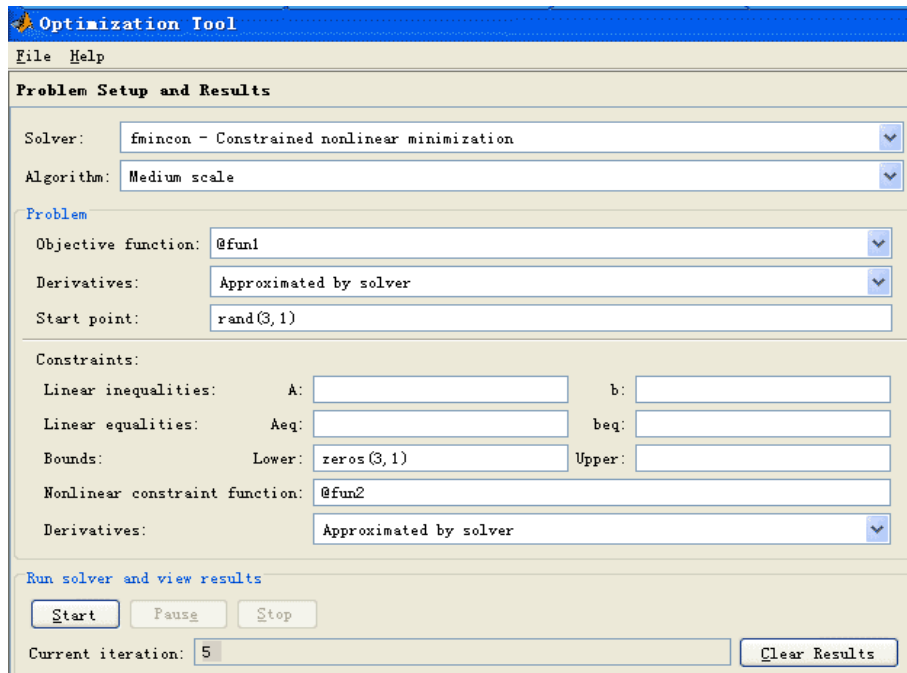 Optimization Tool
File Help
Problem Setup and Results
Solver: fmincon - Constrained nonlinear minimization
Algorithm: Medium scale
Problem
Objective function: @fun1
Derivatives: Approximated by solver
Start point: rand(3,1)
Constraints:
Linear inequalities: A: b:
Linear equalities: Aeq: beq:
Bounds: Lower: zeros(3,1) Upper:
Nonlinear constraint function: @fun2
Derivatives: Approximated by solver
Run solver and view results
Start Pause Stop
Current iteration: 5 Clear Results